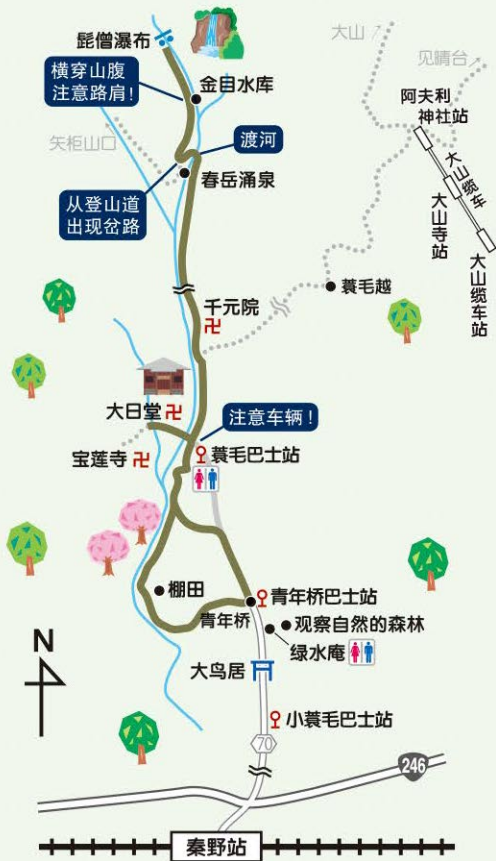 髭僧瀑布
横穿山腹
注意路肩！
金目水库
大山
见晴台
阿夫利
神社站
矢柜山口
渡河
大山缆车
春岳涌泉
大山寺站
从登山道
出现岔路
大山缆车站
蓑毛越
千元院
大日堂
注意车辆！
宝莲寺
蓑毛巴士站
棚田
青年桥巴士站
青年桥
观察自然的森林
绿水庵
N
大鸟居
小蓑毛巴士站
70
246
秦野站